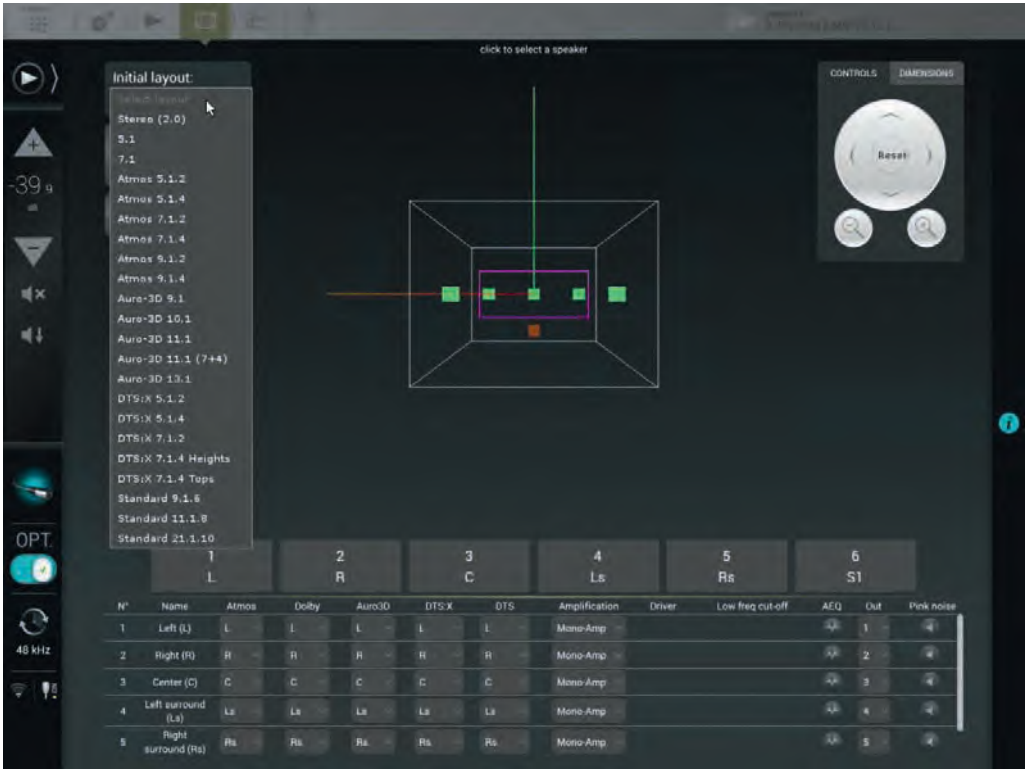 click to select a speaker
Initial layout:
Select layout
Stereo (2.0)
5.1
7.1
Atmos 5.1.2
Atmos 5.1.4
Atmos 7.1.2
Atmos 7.1.4
Atmos 9.1.2
Atmos 9.1.4
Auro-3D 9.1
Auro-3D 10.1
Auro-3D 11.1
Auro-3D 11.1 (7+4)
Auro-3D 13.1
DTS:X 5.1.2
DTS:X 5.1.4
DTS:X 7.1.2
DTS:X 7.1.4 Heights
DTS:X 7.1.4 Tops
Standard 9.1.6
Standard 11.1.8
Standard 21.1.10
CONTROLS DIMENSIONS
Reset
-39 9
dB
OPT.
48 kHz
1 2 3 4 5 6
L R C Ls Rs S1
N° Name Atmos Dolby Auro3D DTS:X DTS Amplification Driver Low freq cut-off AEQ Out Pink noise
1 Left (L) L L L L L Mono-Amp 1
2 Right (R) R R R R R Mono-Amp 2
3 Center (C) C C C C C Mono-Amp 3
4 Left surround (Ls) Ls Ls Ls Ls Ls Mono-Amp 4
5 Right surround (Rs) Rs Rs Rs Rs Rs Mono-Amp 5